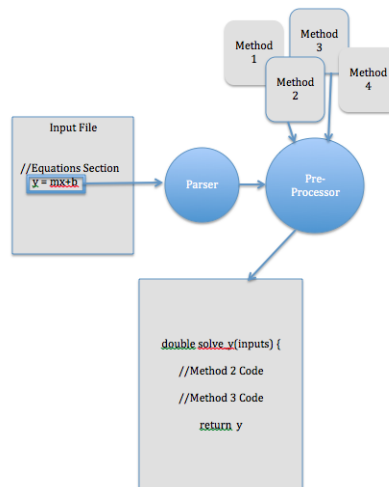 Method
1
Method
3
Method
2
Method
4
Input File
//Equations Section
y = mx+b
Parser
Pre-
Processor
double solve_y(inputs) {
//Method 2 Code
//Method 3 Code
return y